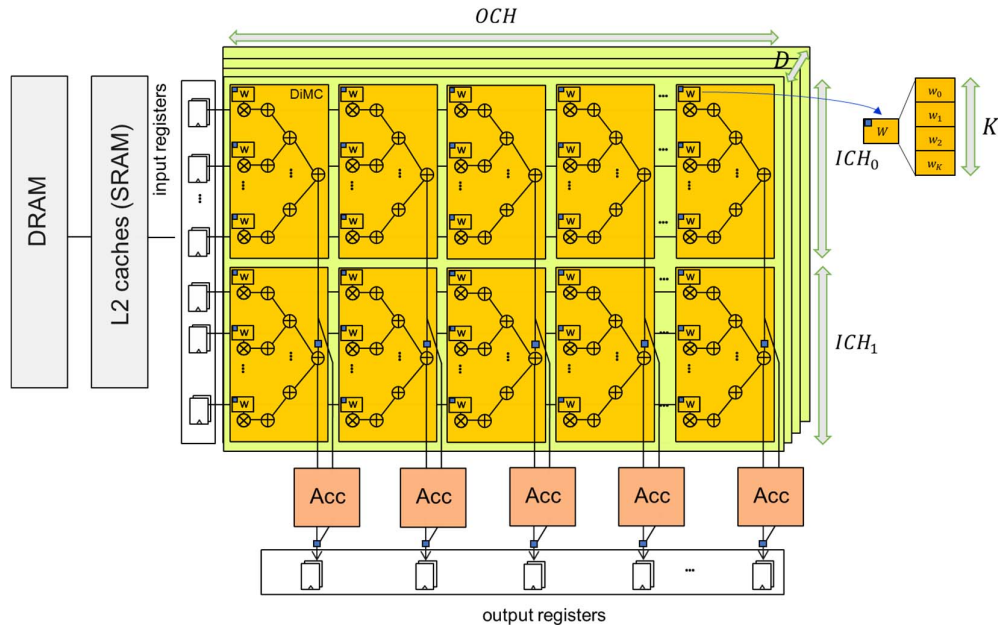 OCH
D
DRAM
L2 caches (SRAM)
input registers
...
DiMC
W W W W ... W
W W W W ... W
... ... ... ... ...
W W W W ... W
ICH₀
W
w₀
w₁
w₂
w_K
K
W W W W ... W
W W W W ... W
... ... ... ... ...
W W W W ... W
ICH₁
Acc Acc Acc Acc Acc
...
output registers